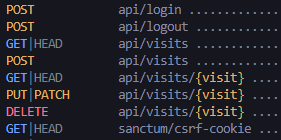 POST api/login .............
POST api/logout ............
GET|HEAD api/visits ............
POST api/visits ............
GET|HEAD api/visits/{visit} ....
PUT|PATCH api/visits/{visit} ....
DELETE api/visits/{visit} ....
GET|HEAD sanctum/csrf-cookie ....